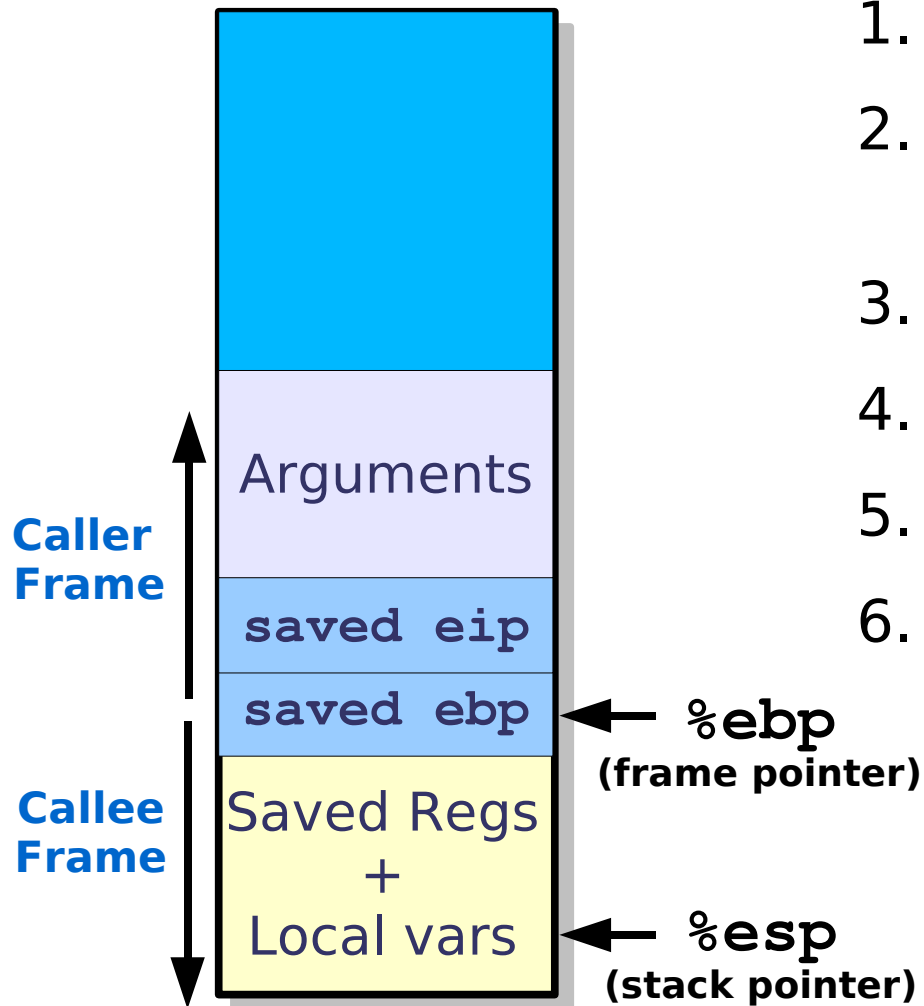 1.
2.
3.
4.
5.
6.
Arguments
Caller
Frame
saved eip
saved ebp
%ebp
(frame pointer)
Callee
Frame
Saved Regs
+
Local vars
%esp
(stack pointer)